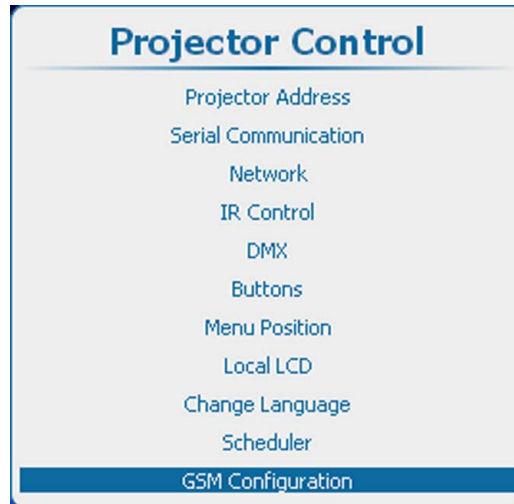 Projector Control
Projector Address
Serial Communication
Network
IR Control
DMX
Buttons
Menu Position
Local LCD
Change Language
Scheduler
GSM Configuration